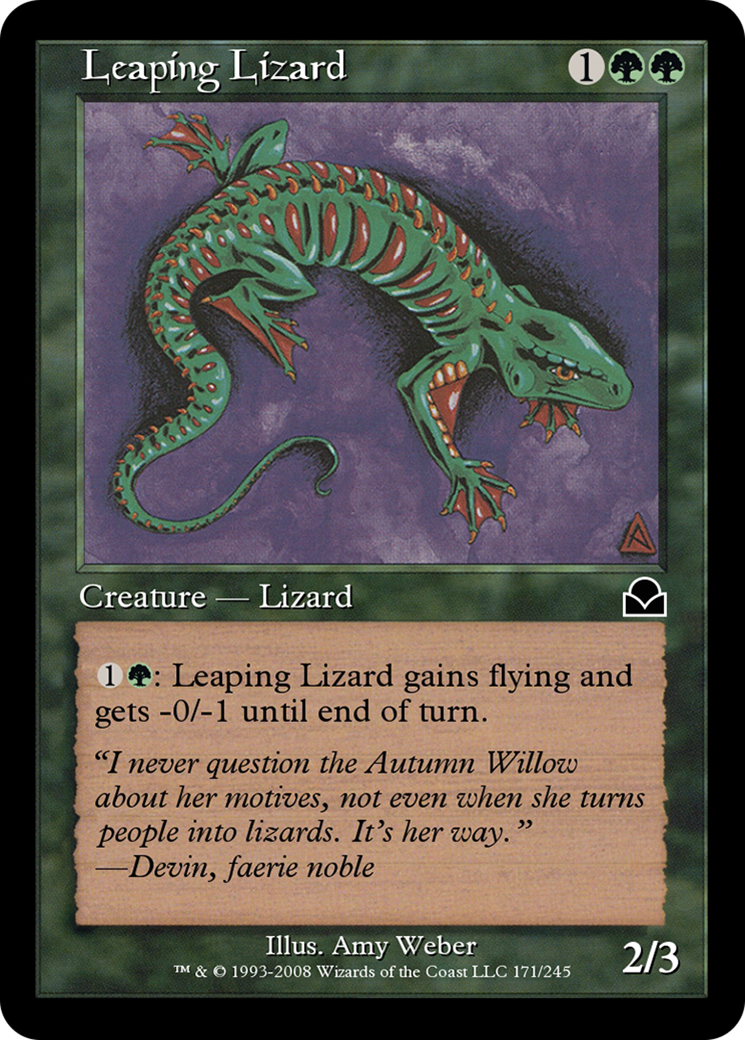 Leaping Lizard 1
Creature — Lizard
1: Leaping Lizard gains flying and
gets -0/-1 until end of turn.
“I never question the Autumn Willow
about her motives, not even when she turns
people into lizards. It’s her way.”
—Devin, faerie noble
Illus. Amy Weber
™ & © 1993-2008 Wizards of the Coast LLC 171/245
2/3